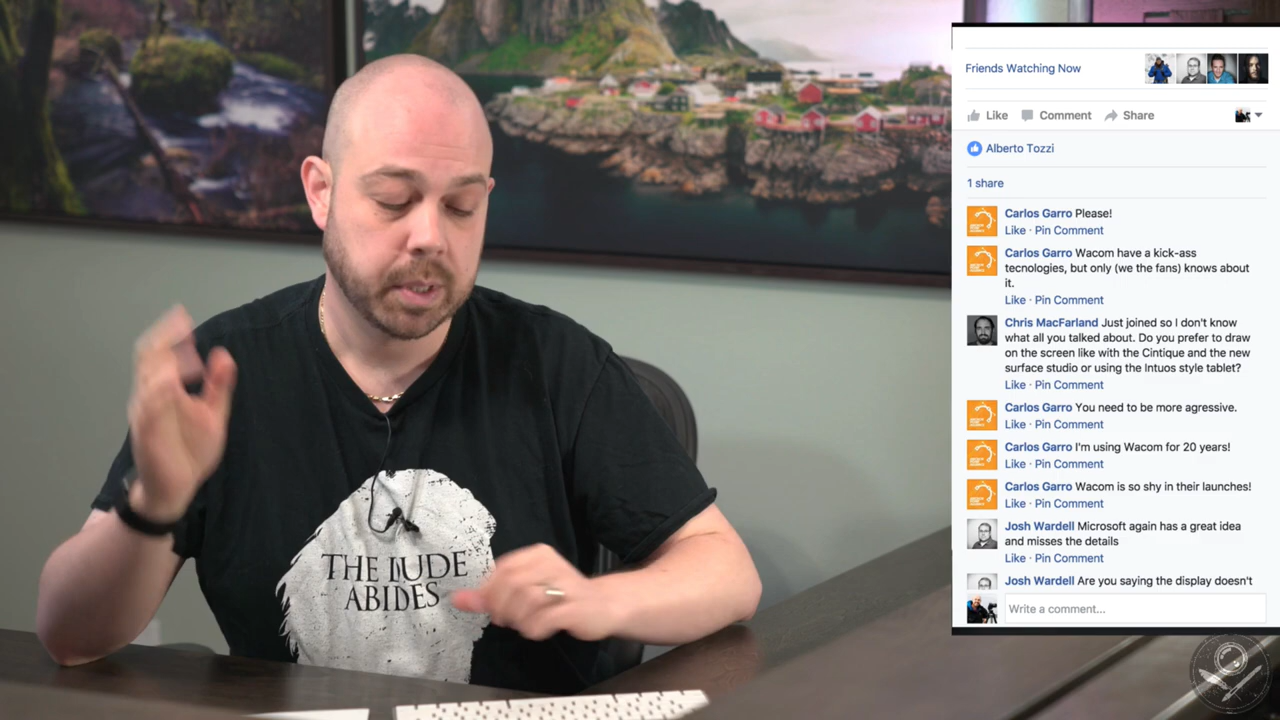 Friends Watching Now
Like Comment Share
Alberto Tozzi
1 share
Carlos Garro Please!
Like · Pin Comment
Carlos Garro Wacom have a kick-ass
tecnologies, but only (we the fans) knows about
it.
Like · Pin Comment
Chris MacFarland Just joined so I don't know
what all you talked about. Do you prefer to draw
on the screen like with the Cintique and the new
surface studio or using the Intuos style tablet?
Like · Pin Comment
Carlos Garro You need to be more agressive.
Like · Pin Comment
Carlos Garro I'm using Wacom for 20 years!
Like · Pin Comment
Carlos Garro Wacom is so shy in their launches!
Like · Pin Comment
Josh Wardell Microsoft again has a great idea
and misses the details
Like · Pin Comment
Josh Wardell Are you saying the display doesn't
Write a comment...
THE DUDE
ABIDES